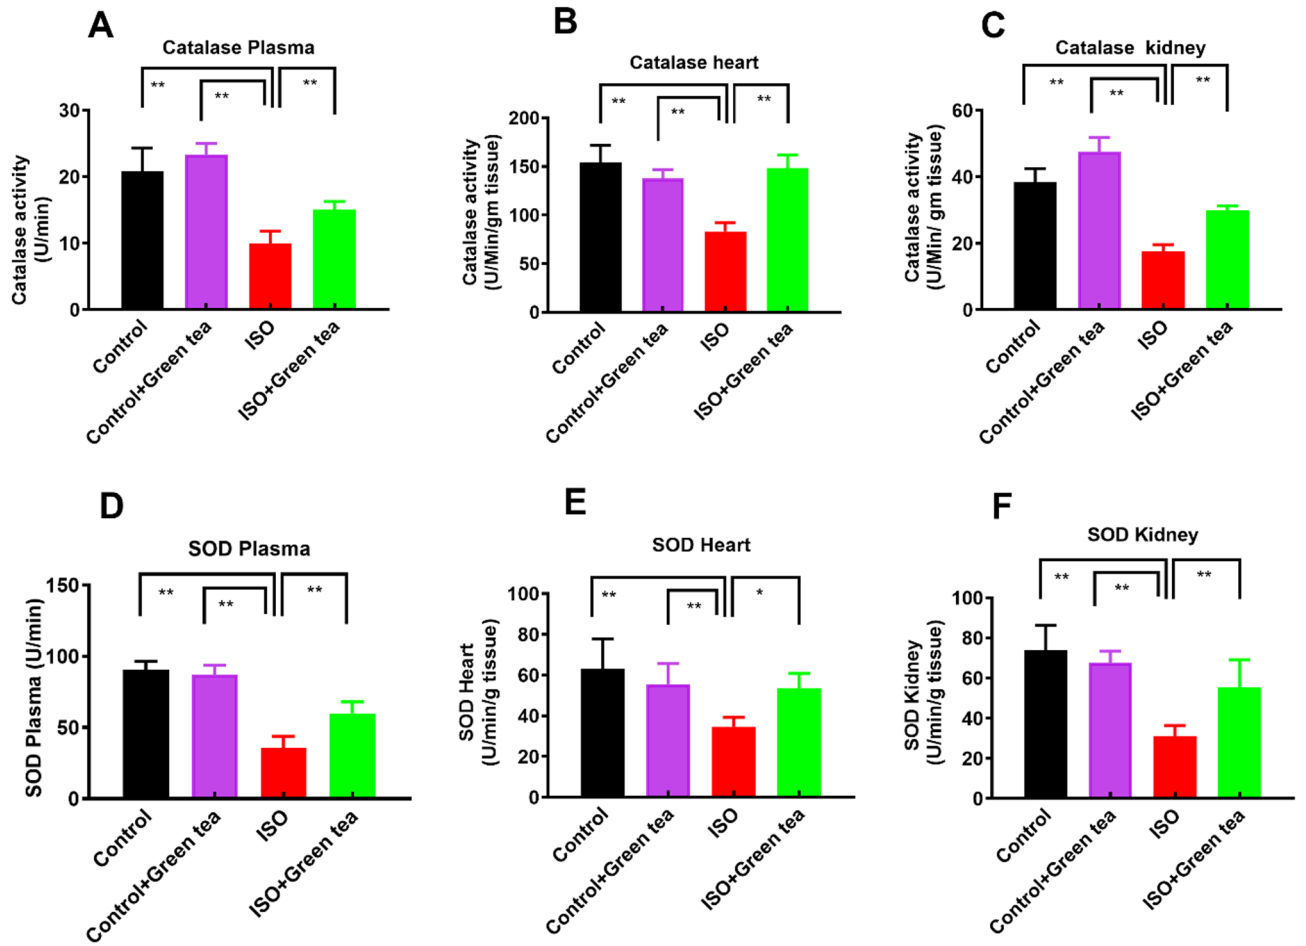 A
Catalase Plasma
**
**
**
Catalase activity
(U/min)
30
20
10
0
Control
Control+Green tea
ISO
ISO+Green tea
B
Catalase heart
**
**
**
Catalase activity
(U/Min/gm tissue)
200
150
100
50
0
Control
Control+Green tea
ISO
ISO+Green tea
C
Catalase kidney
**
**
**
Catalase activity
(U/Min/ gm tissue)
60
40
20
0
Control
Control+Green tea
ISO
ISO+Green tea
D
SOD Plasma
**
**
**
SOD Plasma (U/min)
150
100
50
0
Control
Control+Green tea
ISO
ISO+Green tea
E
SOD Heart
**
**
*
SOD Heart
(U/min/g tissue)
100
80
60
40
20
0
Control
Control+Green tea
ISO
ISO+Green tea
F
SOD Kidney
**
**
**
SOD Kidney
(U/min/g tissue)
100
80
60
40
20
0
Control
Control+Green tea
ISO
ISO+Green tea